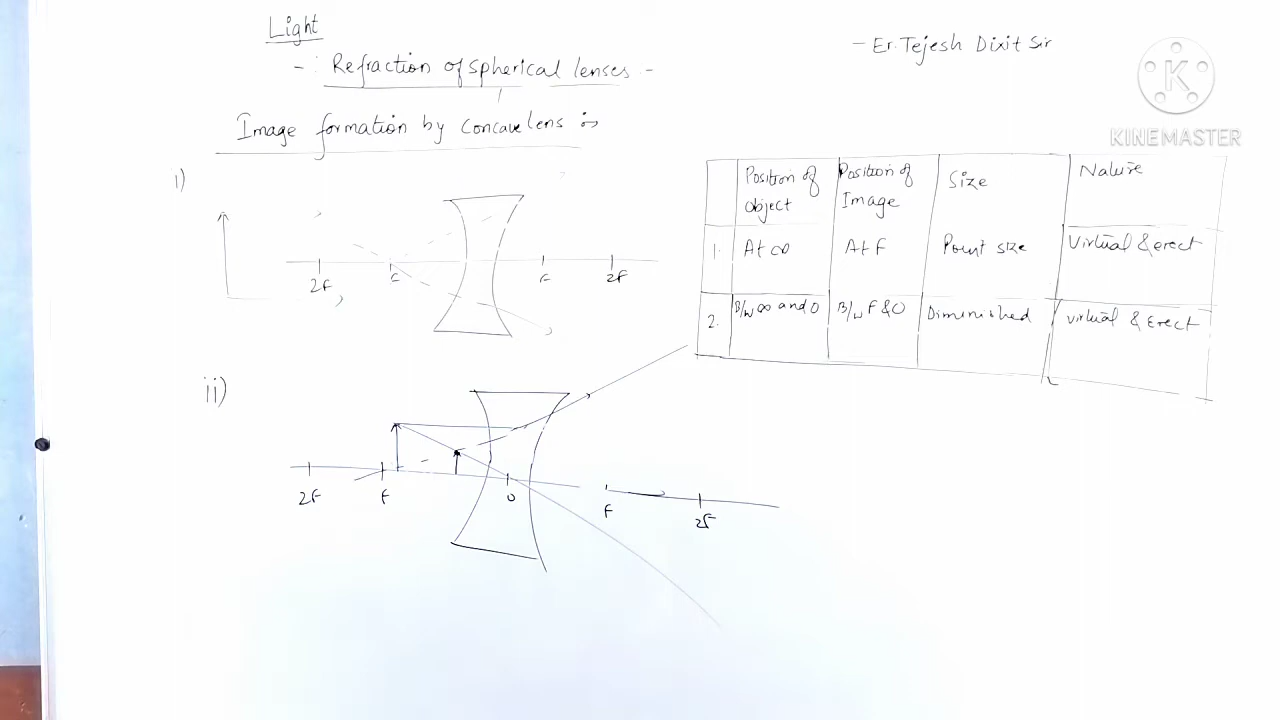 Light
- Er. Tejesh Dixit Sir
- : Refraction of spherical lenses -
KINEMASTER
Image formation by concave lens :-
i)
Position of Object
Position of Image
Size
Nature
1. At ∞
At F
Point size
Virtual & erect
2. B/w ∞ and O
B/w F & O
Diminished
Virtual & Erect
2F F F 2F
ii)
2F F O F 2F